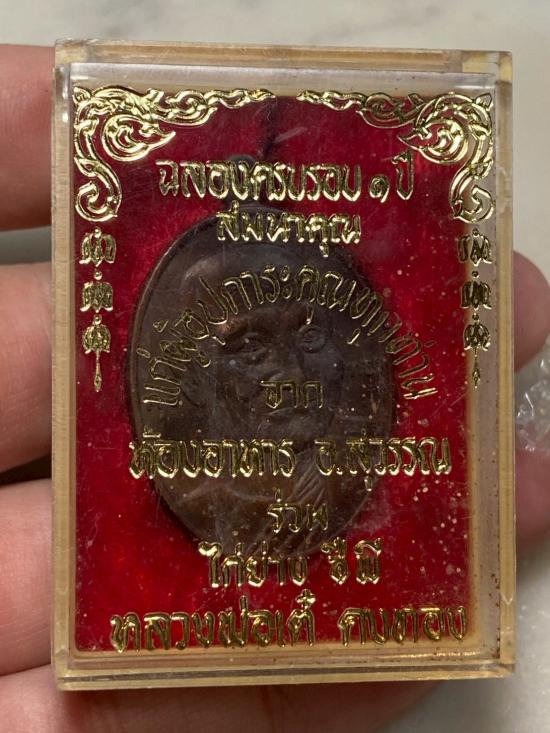 ฉลองครบรอบ ๑ ปี
สมนาคุณ
แก่ผู้อุปการะคุณทุกท่าน
จาก
ห้องอาหาร อ.สุวรรณ
ร่วม
ไก่ย่าง
หลวงพ่อเต๋ คงทอง